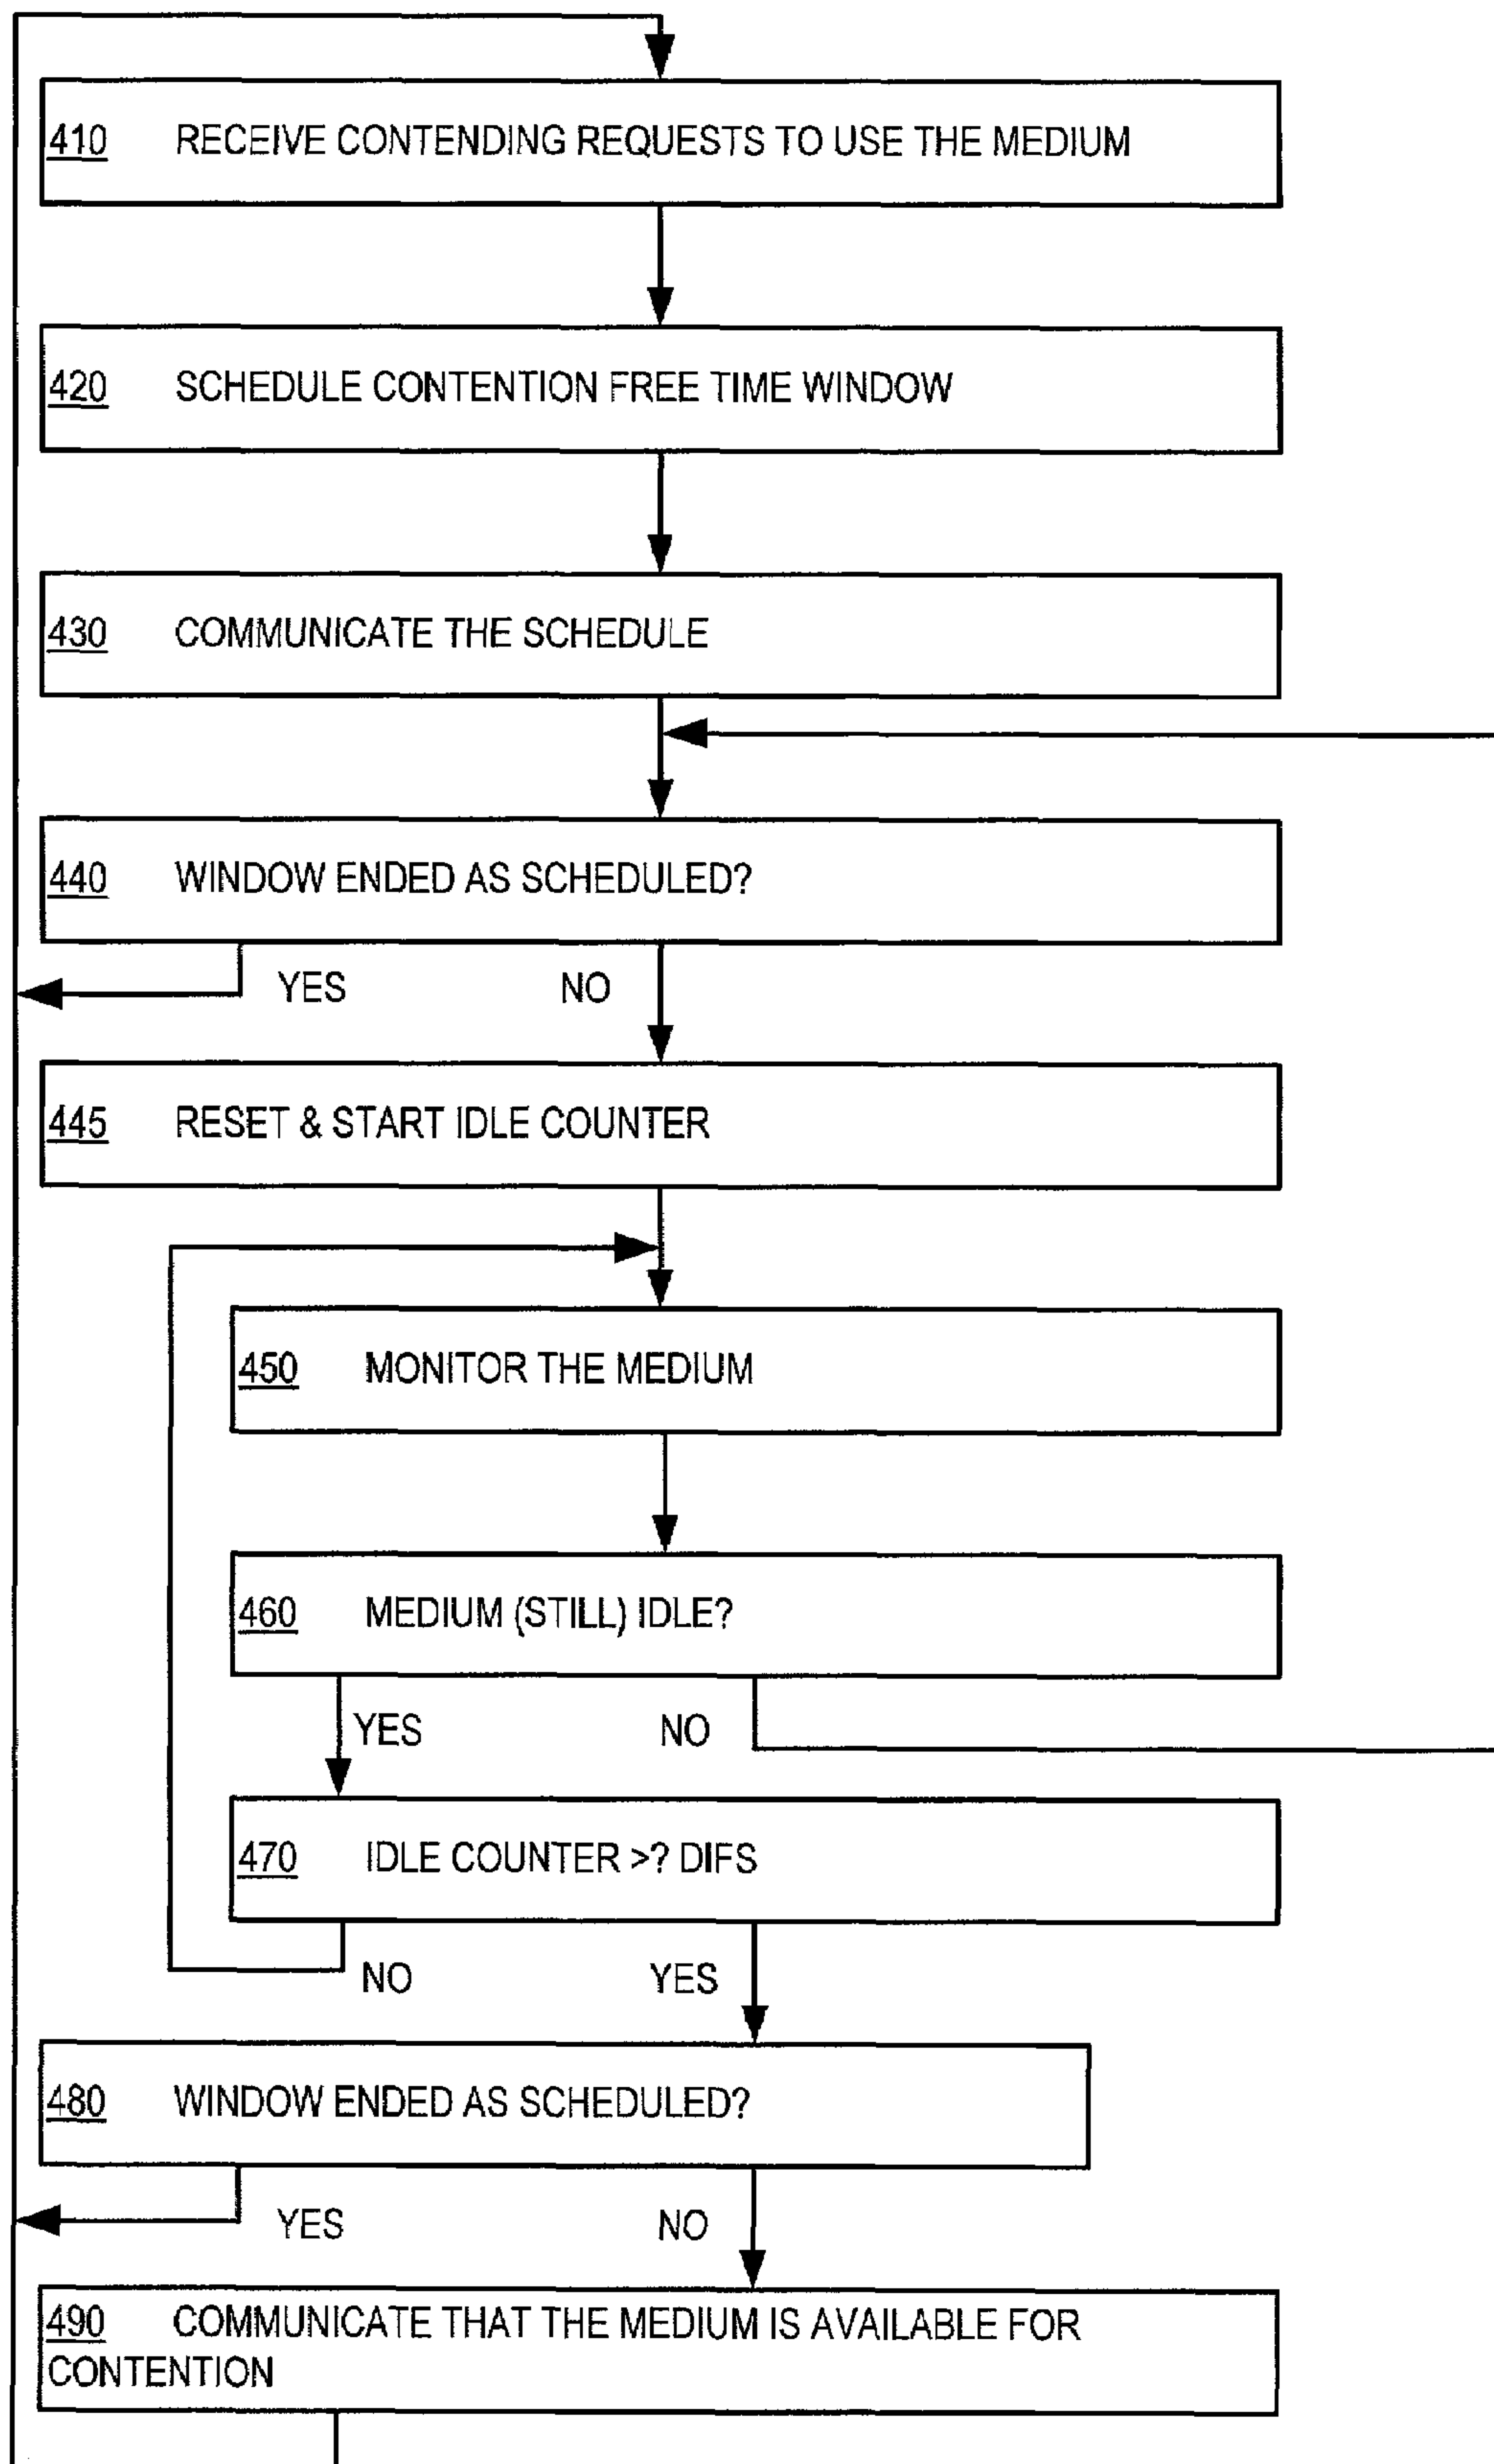 410 RECEIVE CONTENDING REQUESTS TO USE THE MEDIUM
420 SCHEDULE CONTENTION FREE TIME WINDOW
430 COMMUNICATE THE SCHEDULE
440 WINDOW ENDED AS SCHEDULED?
YES NO
445 RESET & START IDLE COUNTER
450 MONITOR THE MEDIUM
460 MEDIUM (STILL) IDLE?
YES NO
470 IDLE COUNTER >? DIFS
NO YES
480 WINDOW ENDED AS SCHEDULED?
YES NO
490 COMMUNICATE THAT THE MEDIUM IS AVAILABLE FOR
CONTENTION